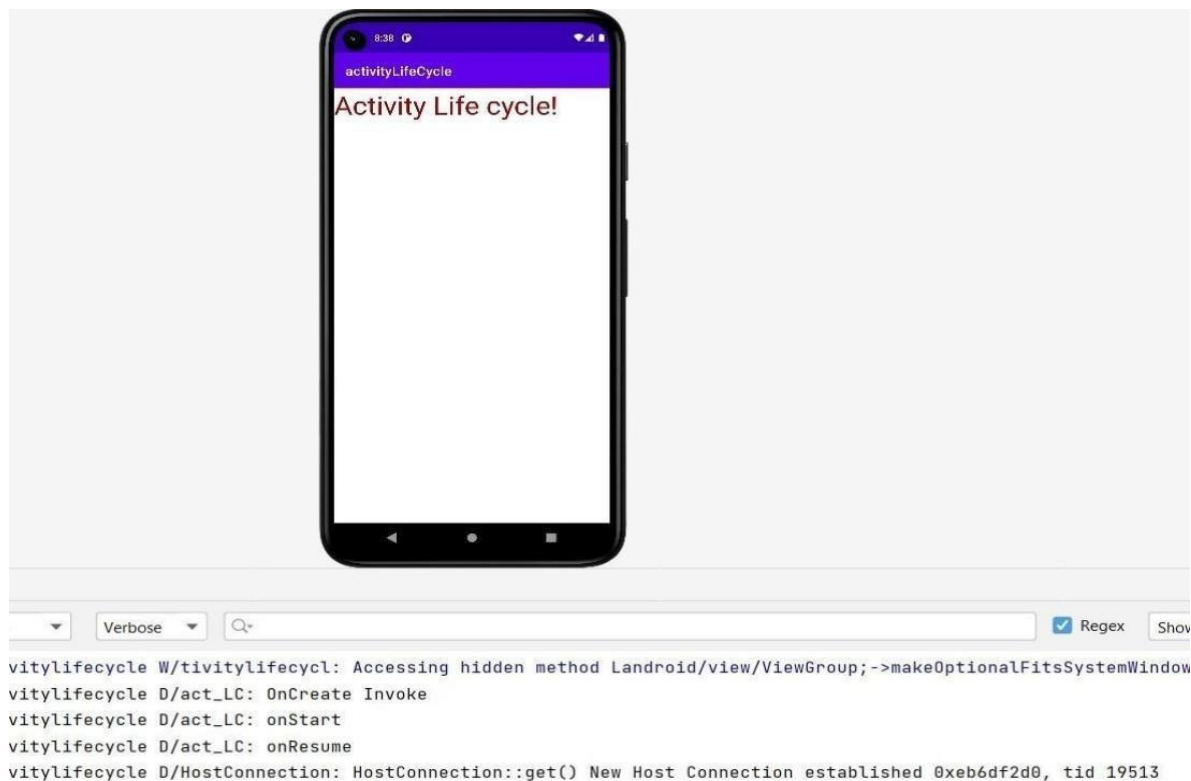 8:38
activityLifeCycle
Activity Life cycle!
Verbose
Regex
Show
vitylifecycle W/tivitylifecycl: Accessing hidden method Landroid/view/ViewGroup;->makeOptionalFitsSystemWindow
vitylifecycle D/act_LC: OnCreate Invoke
vitylifecycle D/act_LC: onStart
vitylifecycle D/act_LC: onResume
vitylifecycle D/HostConnection: HostConnection::get() New Host Connection established 0xeb6df2d0, tid 19513